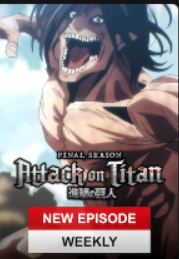 FINAL SEASON
Attack on Titan
進撃の巨人
NEW EPISODE
WEEKLY